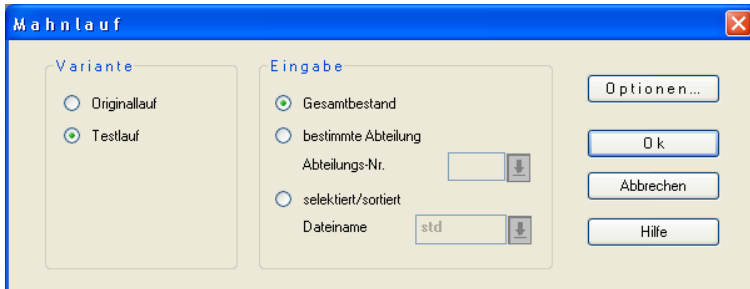 Mahnlauf
Variante
Originallauf
Testlauf
Eingabe
Gesamtbestand
bestimmte Abteilung
Abteilungs-Nr.
selektiert/sortiert
Dateiname std
Optionen...
Ok
Abbrechen
Hilfe